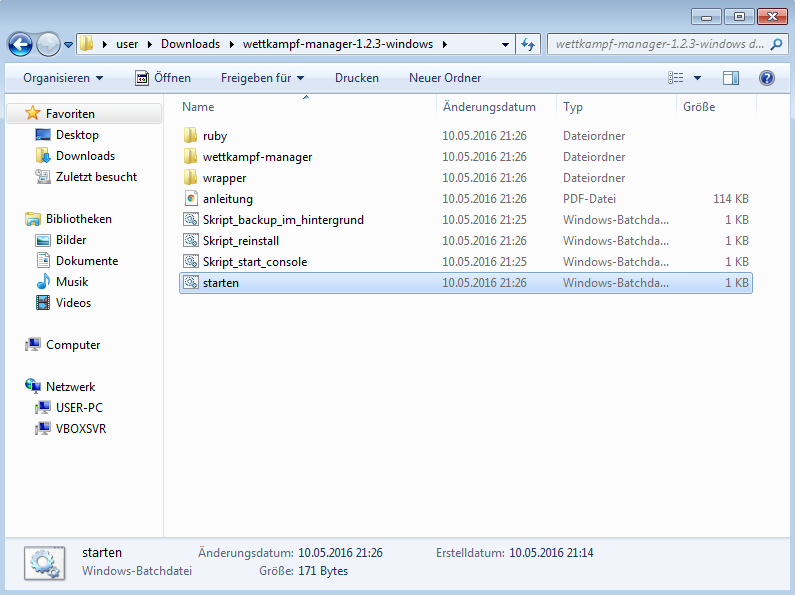 user Downloads wettkampf-manager-1.2.3-windows
wettkampf-manager-1.2.3-windows d...
Organisieren Öffnen Freigeben für Drucken Neuer Ordner
Name Änderungsdatum Typ Größe
Favoriten
Desktop
Downloads
Zuletzt besucht
Bibliotheken
Bilder
Dokumente
Musik
Videos
Computer
Netzwerk
USER-PC
VBOXSVR
ruby 10.05.2016 21:26 Dateiordner
wettkampf-manager 10.05.2016 21:26 Dateiordner
wrapper 10.05.2016 21:26 Dateiordner
anleitung 10.05.2016 21:26 PDF-Datei 114 KB
Skript_backup_im_hintergrund 10.05.2016 21:25 Windows-Batchda... 1 KB
Skript_reinstall 10.05.2016 21:26 Windows-Batchda... 1 KB
Skript_start_console 10.05.2016 21:25 Windows-Batchda... 1 KB
starten 10.05.2016 21:26 Windows-Batchda... 1 KB
starten Änderungsdatum: 10.05.2016 21:26 Erstelldatum: 10.05.2016 21:14
Windows-Batchdatei Größe: 171 Bytes